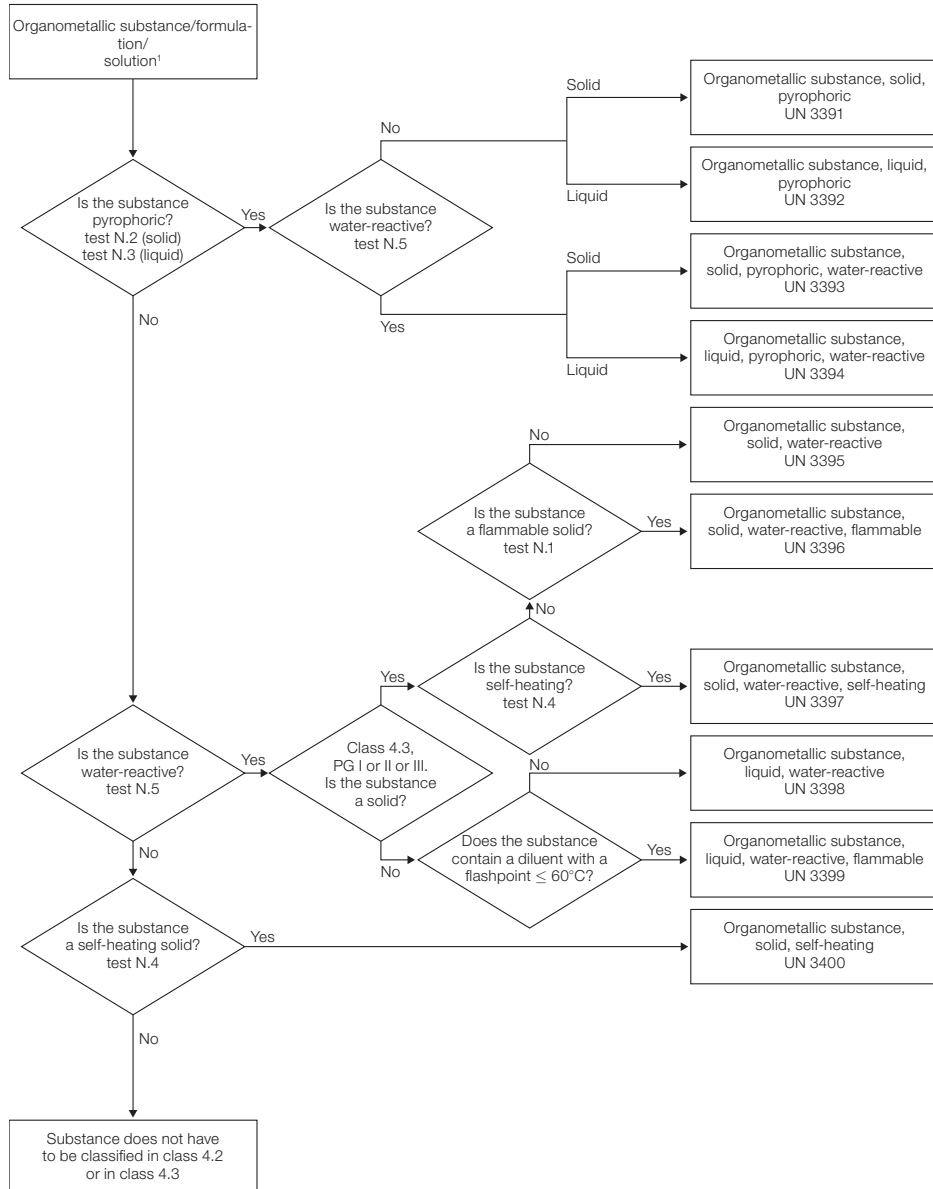 Organometallic substance/formula-
tion/
solution¹
Solid
Organometallic substance, solid,
pyrophoric
UN 3391
No
Organometallic substance, liquid,
pyrophoric
UN 3392
Liquid
Is the substance
pyrophoric?
test N.2 (solid)
test N.3 (liquid)
Yes
Is the substance
water-reactive?
test N.5
Solid
Organometallic substance,
solid, pyrophoric, water-reactive
UN 3393
No
Yes
Organometallic substance,
liquid, pyrophoric, water-reactive
UN 3394
Liquid
No
Organometallic substance,
solid, water-reactive
UN 3395
Is the substance
a flammable solid?
test N.1
Yes
Organometallic substance,
solid, water-reactive, flammable
UN 3396
No
Is the substance
self-heating?
test N.4
Yes
Yes
Organometallic substance,
solid, water-reactive, self-heating
UN 3397
Is the substance
water-reactive?
test N.5
Yes
Class 4.3,
PG I or II or III.
Is the substance
a solid?
No
Organometallic substance,
liquid, water-reactive
UN 3398
No
No
Does the substance
contain a diluent with a
flashpoint ≤ 60°C?
Yes
Organometallic substance,
liquid, water-reactive, flammable
UN 3399
Is the substance
a self-heating solid?
test N.4
Yes
Organometallic substance,
solid, self-heating
UN 3400
No
Substance does not have
to be classified in class 4.2
or in class 4.3